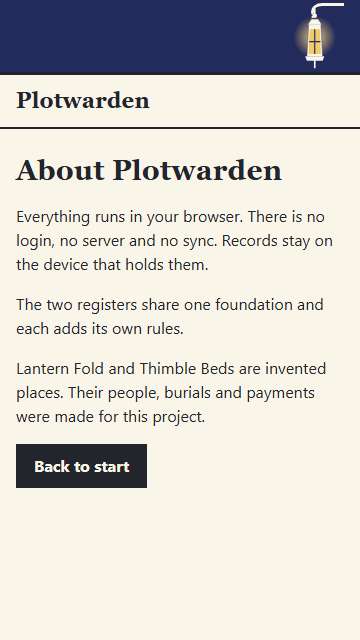 Plotwarden
About Plotwarden
Everything runs in your browser. There is no
login, no server and no sync. Records stay on
the device that holds them.
The two registers share one foundation and
each adds its own rules.
Lantern Fold and Thimble Beds are invented
places. Their people, burials and payments
were made for this project.
Back to start